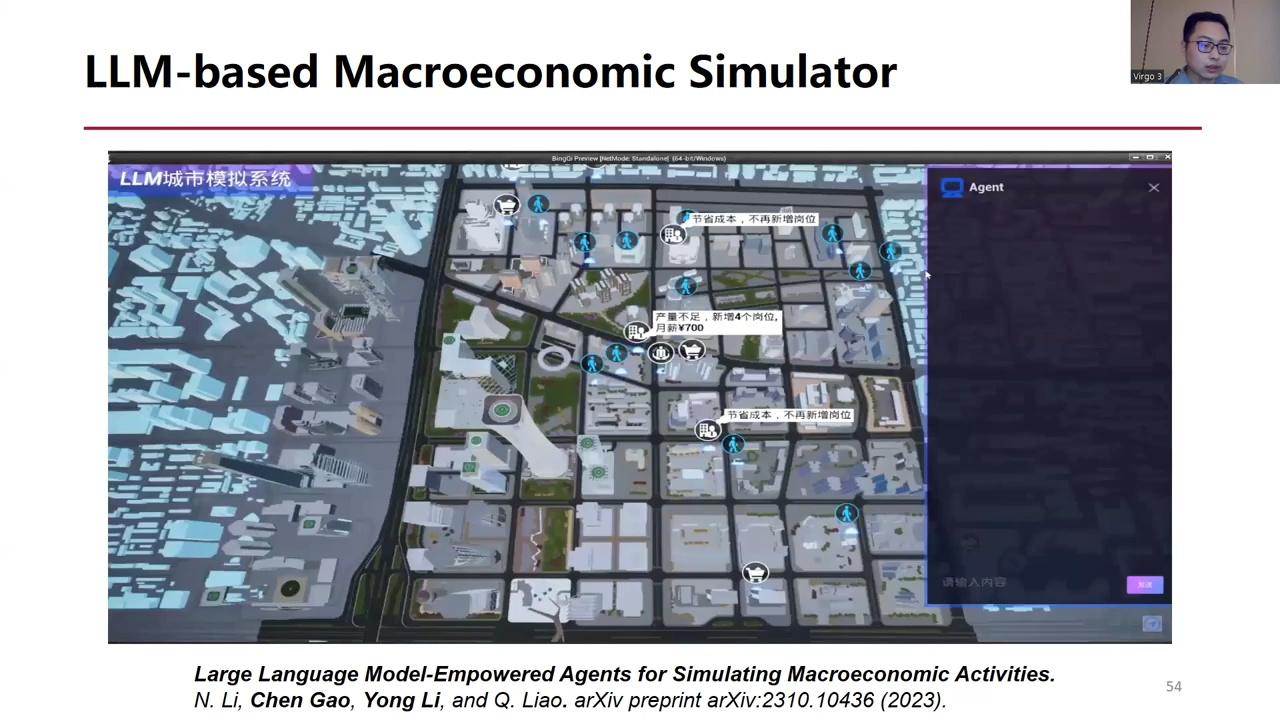 LLM-based Macroeconomic Simulator
Virgo 3
BingQi Preview [NetMode: Standalone] (64-bit/Windows)
LLM城市模拟系统
Agent
节省成本，不再新增岗位
产量不足，新增4个岗位,
月薪¥700
节省成本，不再新增岗位
请输入内容
发送
Large Language Model-Empowered Agents for Simulating Macroeconomic Activities.
N. Li, Chen Gao, Yong Li, and Q. Liao. arXiv preprint arXiv:2310.10436 (2023).
54